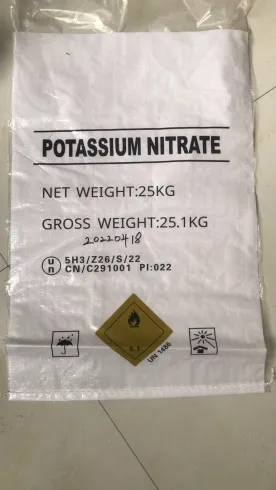 POTASSIUM NITRATE
NET WEIGHT:25KG
GROSS WEIGHT:25.1KG
20220418
un 5H3/Z26/S/22
CN/C291001 PI:022
5.1
UN 1486